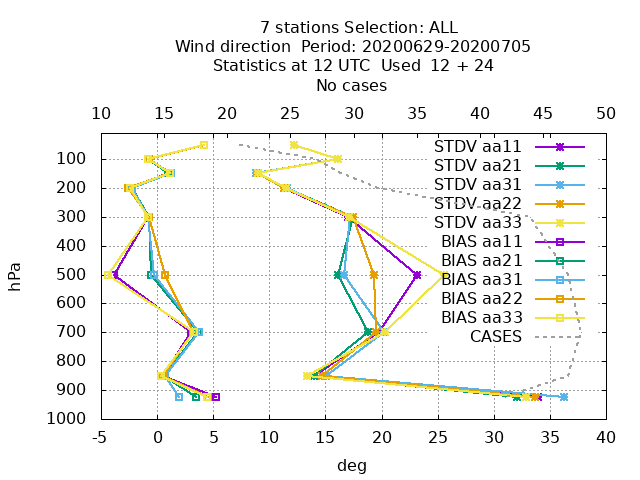 7 stations Selection: ALL
Wind direction  Period: 20200629-20200705
Statistics at 12 UTC  Used  12 + 24
No cases
10 15 20 25 30 35 40 45 50
STDV aa11
STDV aa21
STDV aa31
STDV aa22
STDV aa33
BIAS aa11
BIAS aa21
BIAS aa31
BIAS aa22
BIAS aa33
CASES
hPa
100
200
300
400
500
600
700
800
900
1000
-5 0 5 10 15 20 25 30 35 40
deg